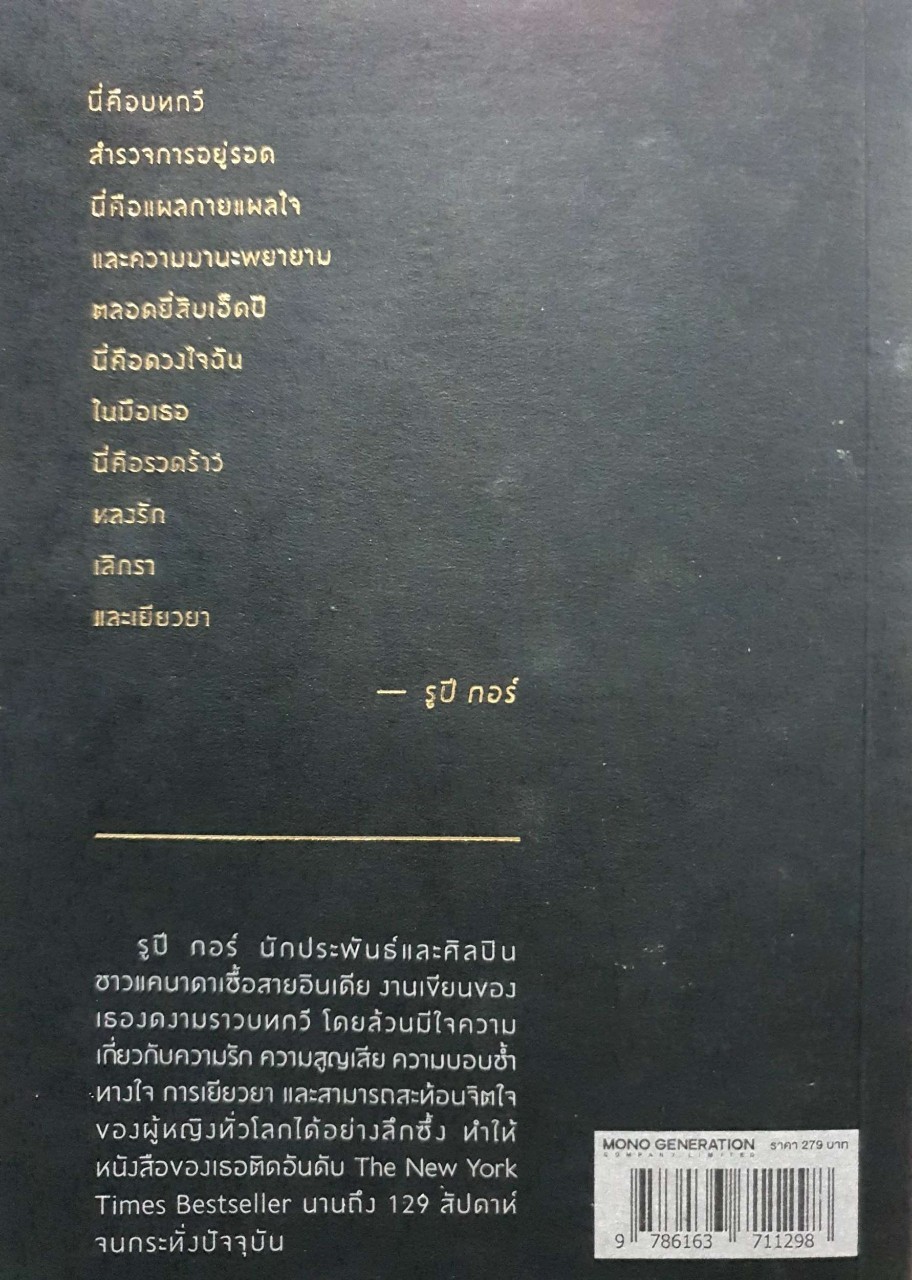 นี่คือบทกวี
สำรวจการอยู่รอด
นี่คือแผลกายแผลใจ
และความมานะพยายาม
ตลอดยี่สิบเอ็ดปี
นี่คือดวงใจฉัน
ในมือเธอ
นี่คือรวดร้าว
หลงรัก
เลิกรา
และเยียวยา
— รูปี กอร์
รูปี กอร์ นักประพันธ์และศิลปิน
ชาวแคนาดาเชื้อสายอินเดีย งานเขียนของ
เธองดงามราวบทกวี โดยล้วนมีใจความ
เกี่ยวกับความรัก ความสูญเสีย ความบอบช้ำ
ทางใจ การเยียวยา และสามารถสะท้อนจิตใจ
ของผู้หญิงทั่วโลกได้อย่างลึกซึ้ง ทำให้
หนังสือของเธอติดอันดับ The New York
Times Bestseller นานถึง 129 สัปดาห์
จนกระทั่งปัจจุบัน
MONO GENERATION ราคา 279 บาท
COMPANY LIMITED
9 786163 711298